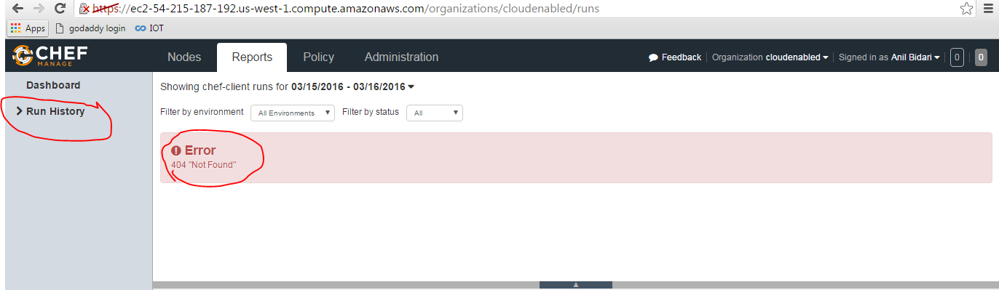 https://ec2-54-215-187-192.us-west-1.compute.amazonaws.com/organizations/cloudenabled/runs
Apps godaddy login IOT
CHEF MANAGE Nodes Reports Policy Administration Feedback Organization cloudenabled Signed in as Anil Bidari 0 0
Dashboard
Run History
Showing chef-client runs for 03/15/2016 - 03/16/2016
Filter by environment All Environments Filter by status All
Error
404 "Not Found"